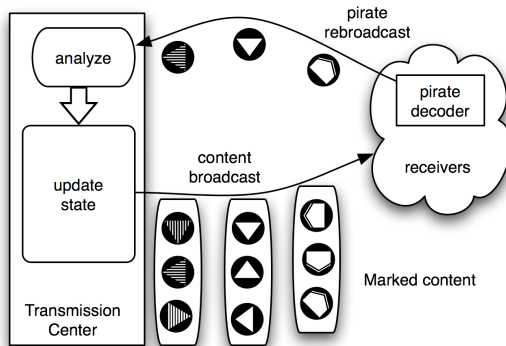 analyze
update
state
Transmission
Center
pirate
rebroadcast
content
broadcast
pirate
decoder
receivers
Marked content